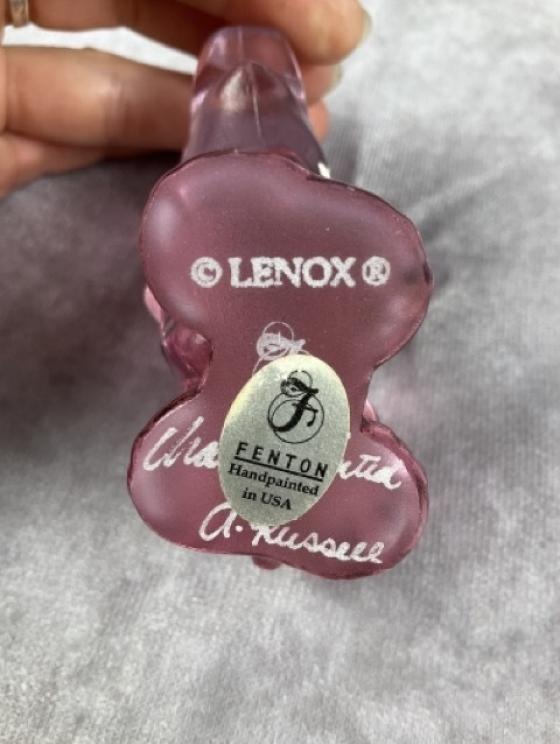 © LENOX ®
F
FENTON
Handpainted
in USA
A. Russell